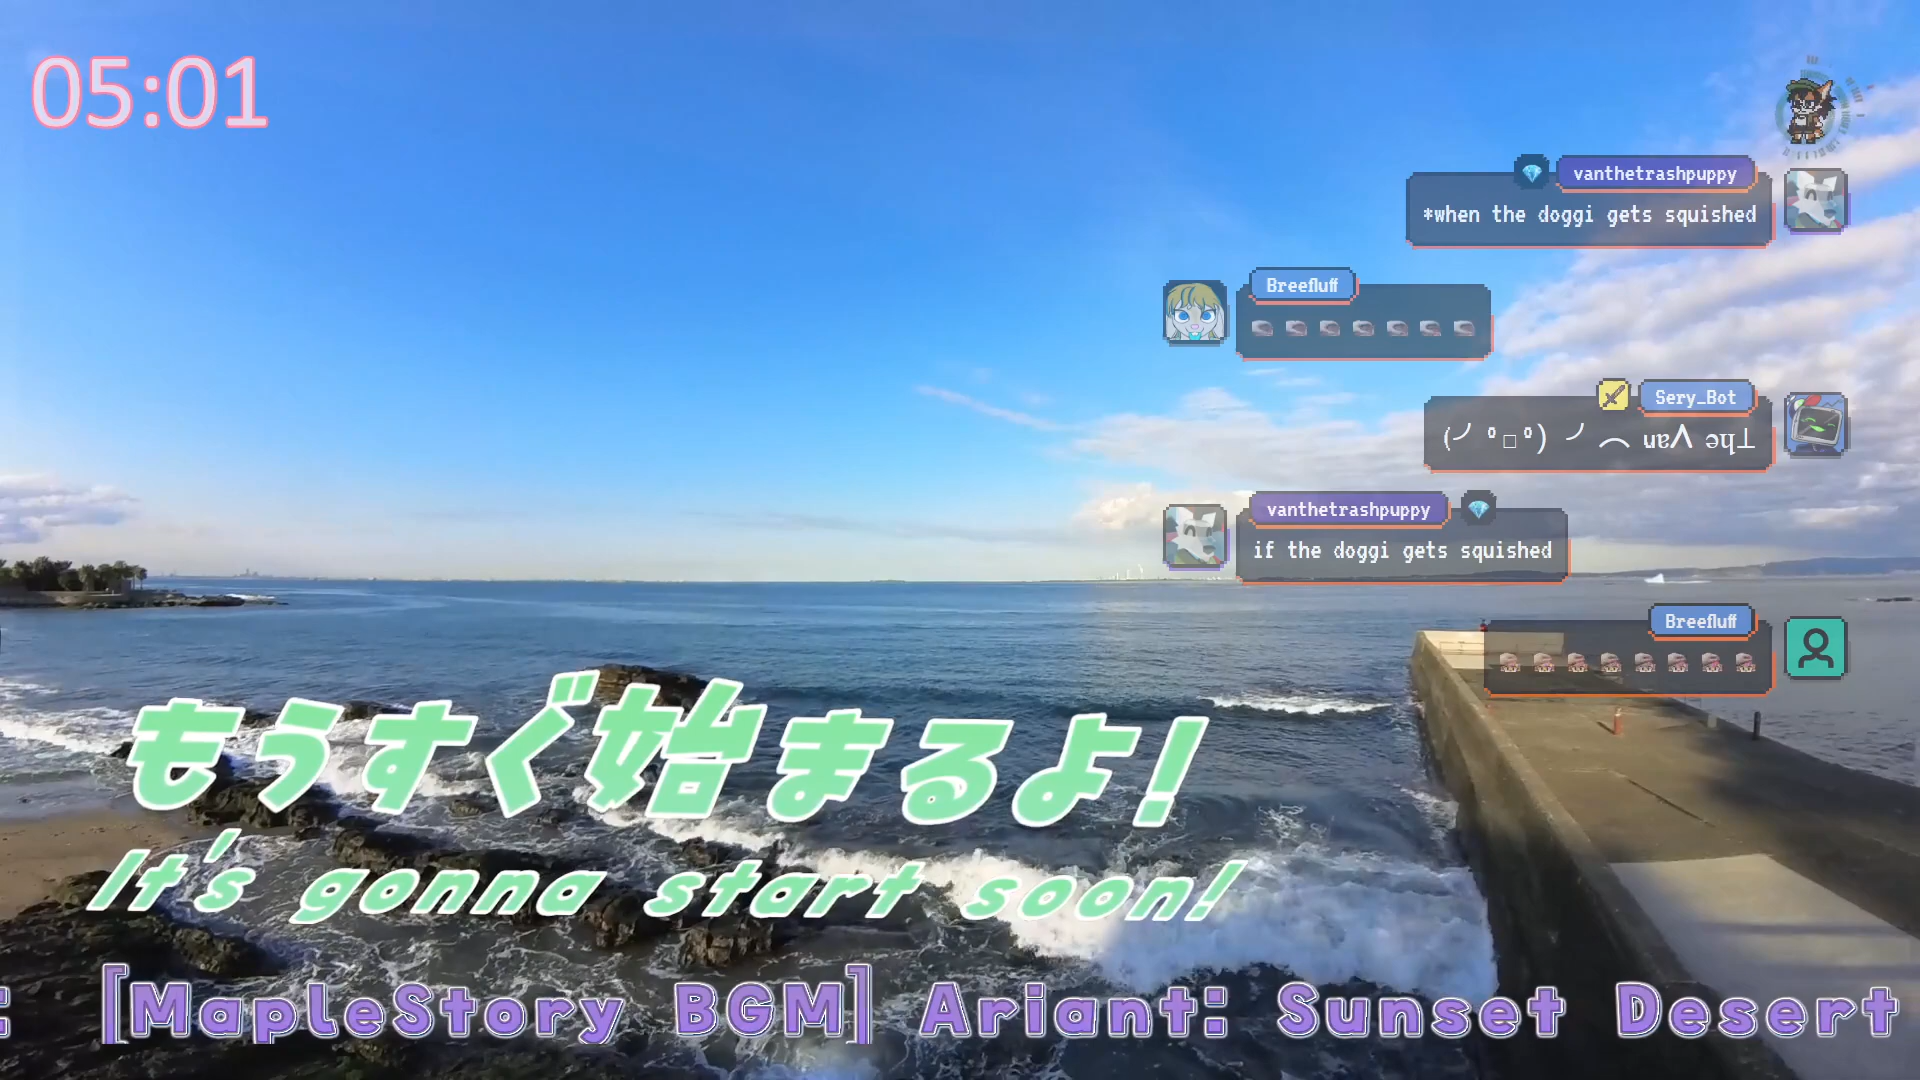 05:01
vanthetrashpuppy
*when the doggi gets squished
Breefluff
Sery_Bot
(╯°□°)╯︵ uɐΛ ǝɥ⊥
vanthetrashpuppy
if the doggi gets squished
Breefluff
もうすぐ始まるよ!
It's gonna start soon!
: [MapleStory BGM] Ariant: Sunset Desert